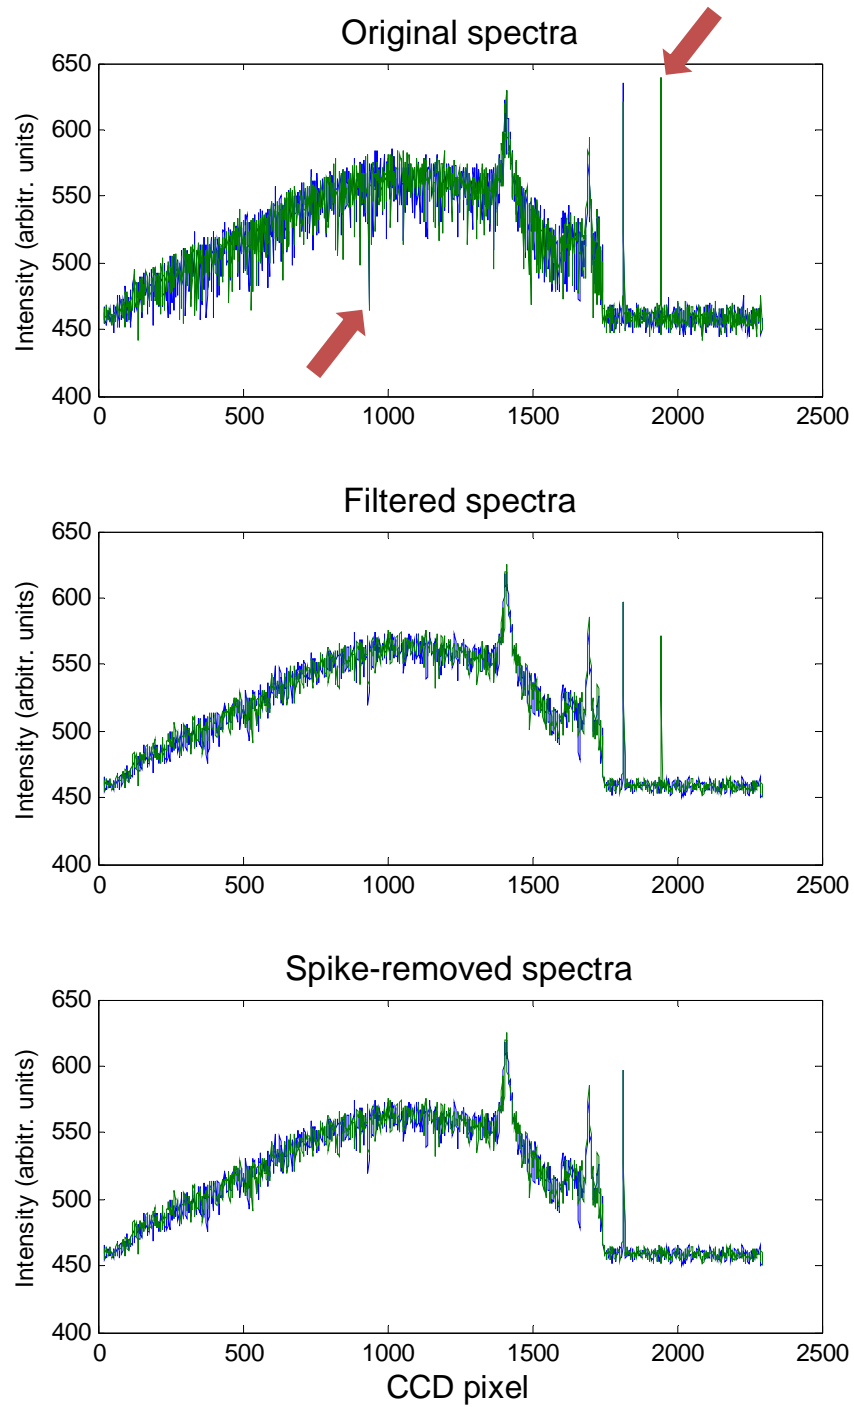 Original spectra
Intensity (arbitr. units)
650
600
550
500
450
400
0 500 1000 1500 2000 2500
Filtered spectra
Intensity (arbitr. units)
650
600
550
500
450
400
0 500 1000 1500 2000 2500
Spike-removed spectra
Intensity (arbitr. units)
650
600
550
500
450
400
0 500 1000 1500 2000 2500
CCD pixel